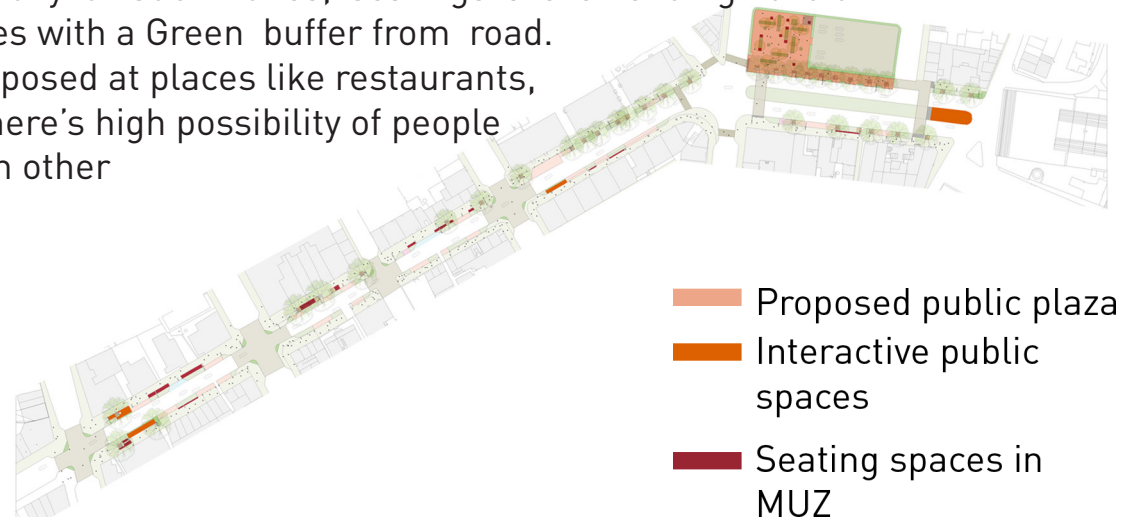 es with a Green buffer from road.
posed at places like restaurants,
here's high possibility of people
n other
Proposed public plaza
Interactive public
spaces
Seating spaces in
MUZ